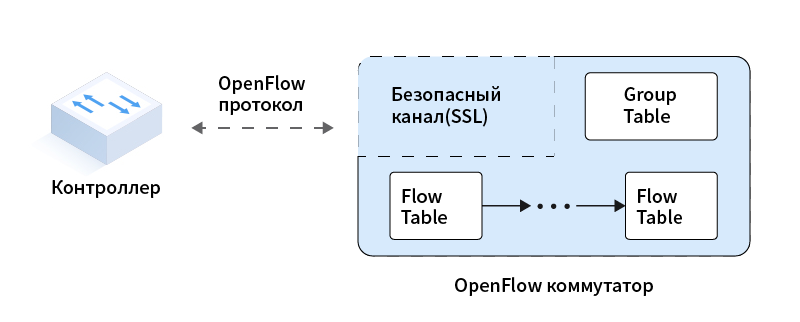 OpenFlow
протокол
Контроллер
Безопасный
канал(SSL)
Group
Table
Flow
Table
Flow
Table
OpenFlow коммутатор